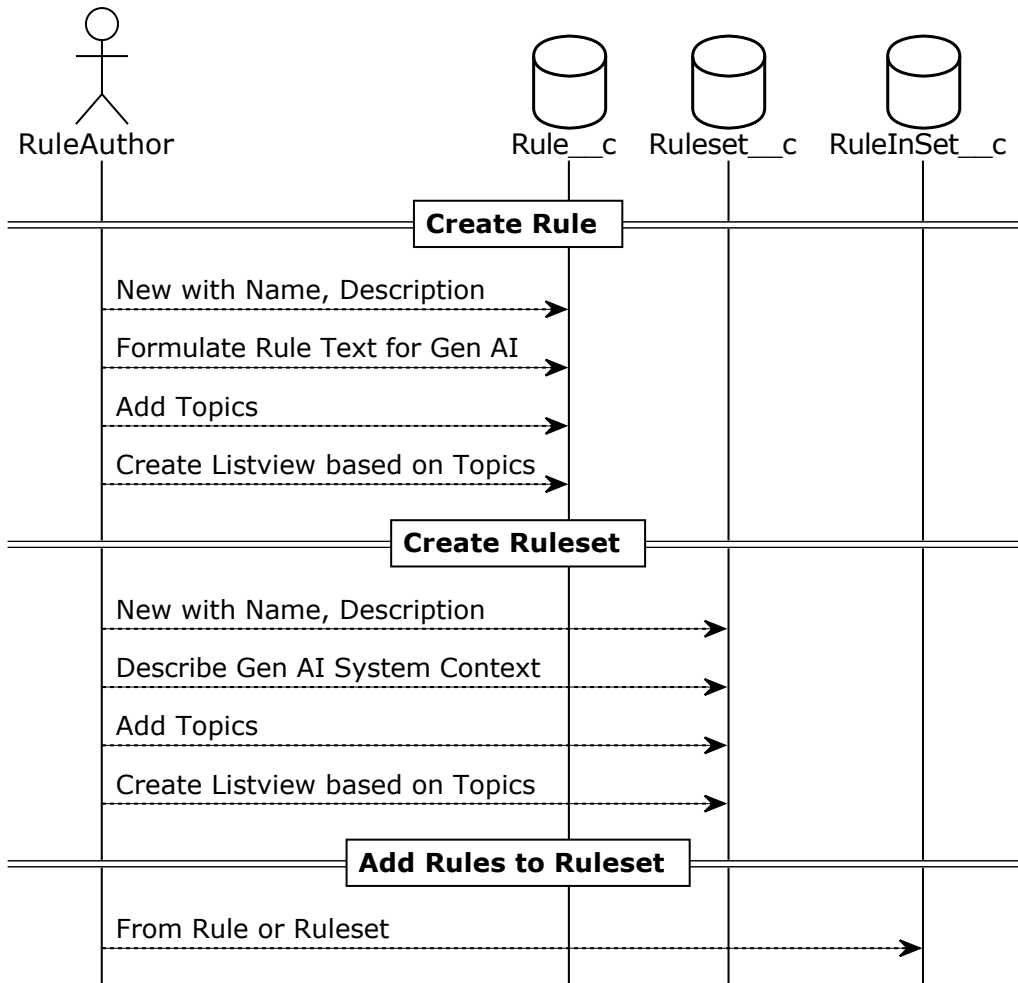 RuleAuthor
Rule__c
Ruleset__c
RuleInSet__c
Create Rule
New with Name, Description
Formulate Rule Text for Gen AI
Add Topics
Create Listview based on Topics
Create Ruleset
New with Name, Description
Describe Gen AI System Context
Add Topics
Create Listview based on Topics
Add Rules to Ruleset
From Rule or Ruleset